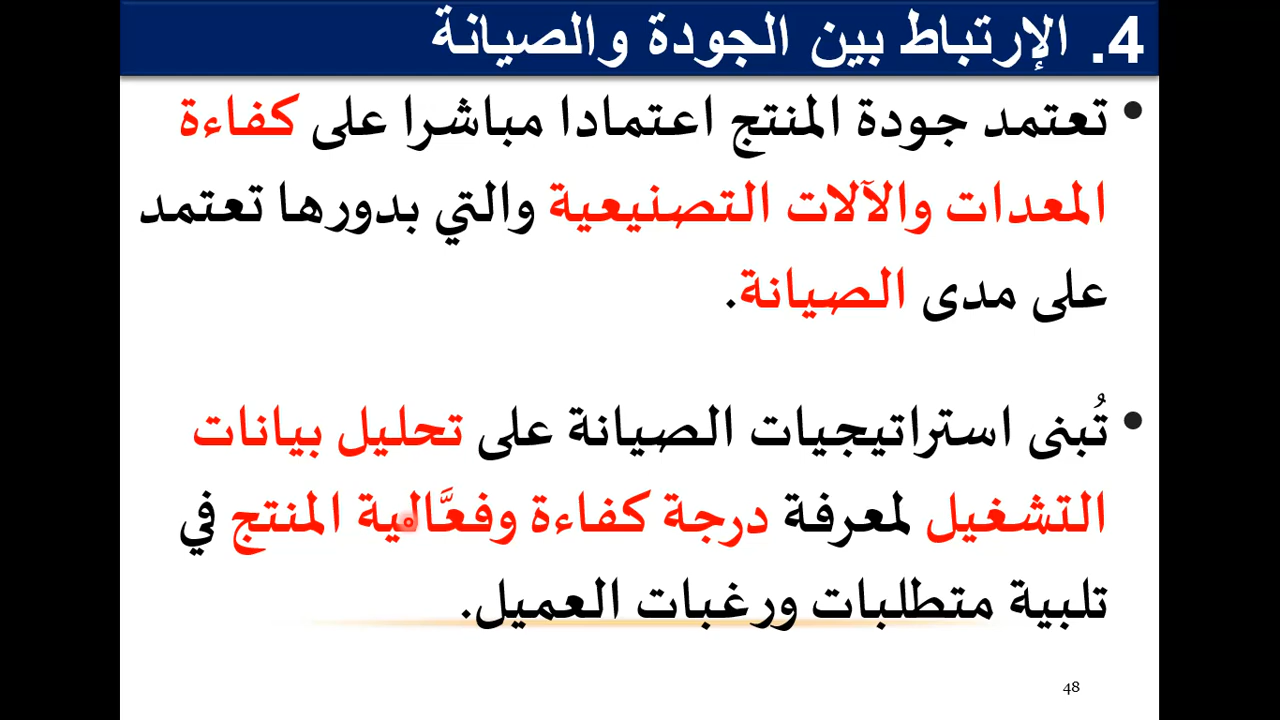 4. الإرتباط بين الجودة والصيانة
• تعتمد جودة المنتج اعتمادا مباشرا على كفاءة
المعدات والآلات التصنيعية والتي بدورها تعتمد
على مدى الصيانة.
• تُبنى استراتيجيات الصيانة على تحليل بيانات
التشغيل لمعرفة درجة كفاءة وفعَّالية المنتج في
تلبية متطلبات ورغبات العميل.
48